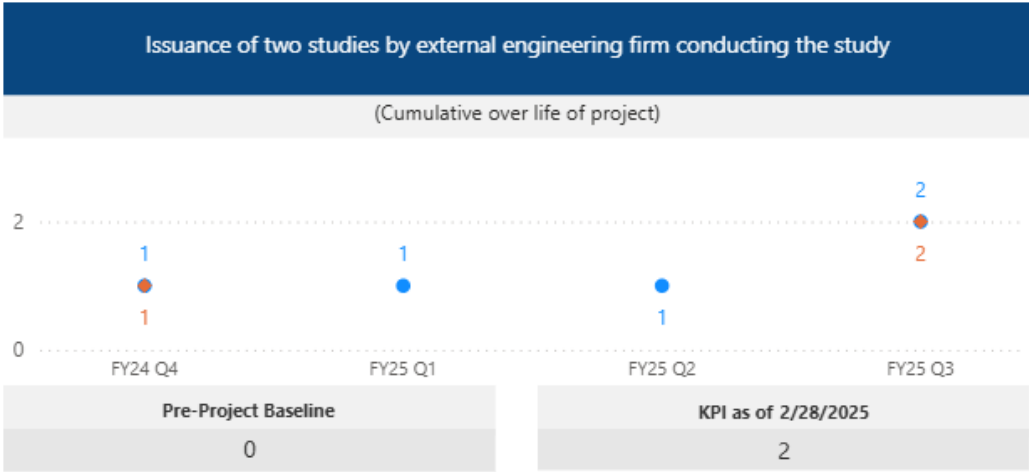 Issuance of two studies by external engineering firm conducting the study
(Cumulative over life of project)
2
2
2
1
1
1
1
0
FY24 Q4 FY25 Q1 FY25 Q2 FY25 Q3
Pre-Project Baseline KPI as of 2/28/2025
0 2